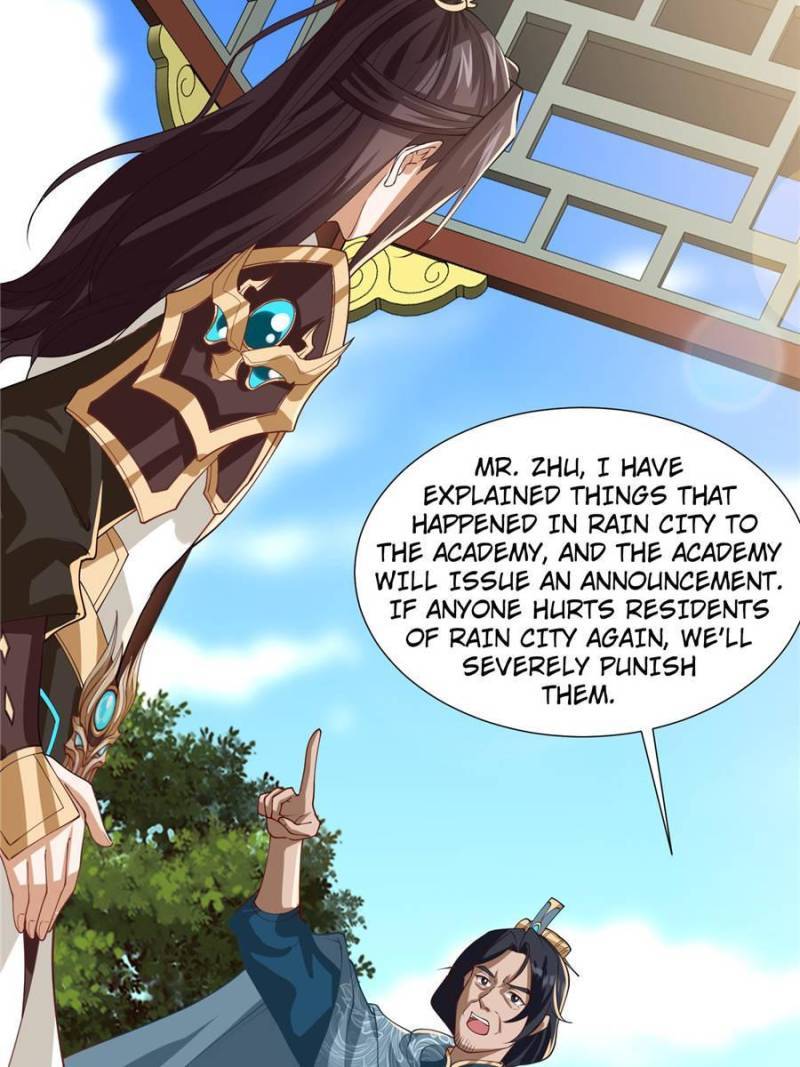 MR. ZHU, I HAVE
EXPLAINED THINGS THAT
HAPPENED IN RAIN CITY TO
THE ACADEMY, AND THE ACADEMY
WILL ISSUE AN ANNOUNCEMENT.
IF ANYONE HURTS RESIDENTS
OF RAIN CITY AGAIN, WE'LL
SEVERELY PUNISH
THEM.